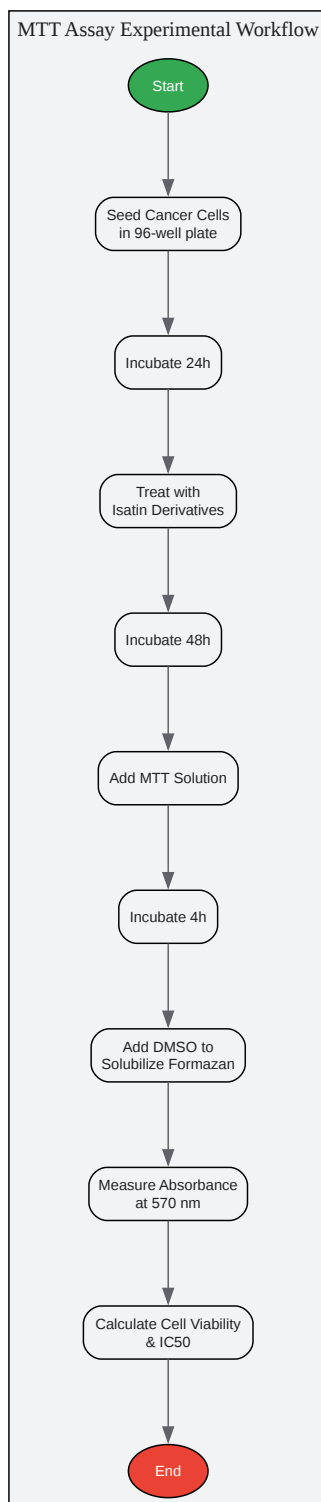 MTT Assay Experimental Workflow
Start
Seed Cancer Cells
in 96-well plate
Incubate 24h
Treat with
Isatin Derivatives
Incubate 48h
Add MTT Solution
Incubate 4h
Add DMSO to
Solubilize Formazan
Measure Absorbance
at 570 nm
Calculate Cell Viability
& IC50
End